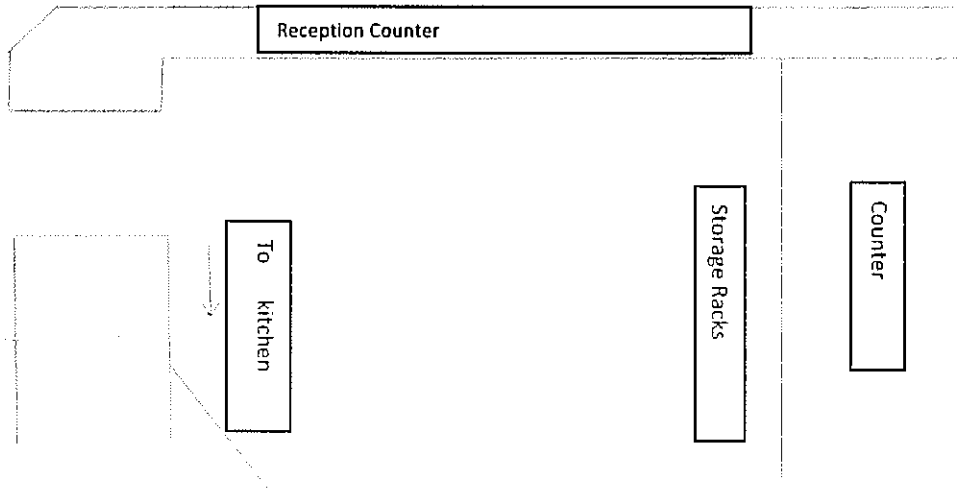 Reception Counter
To kitchen
Storage Racks
Counter